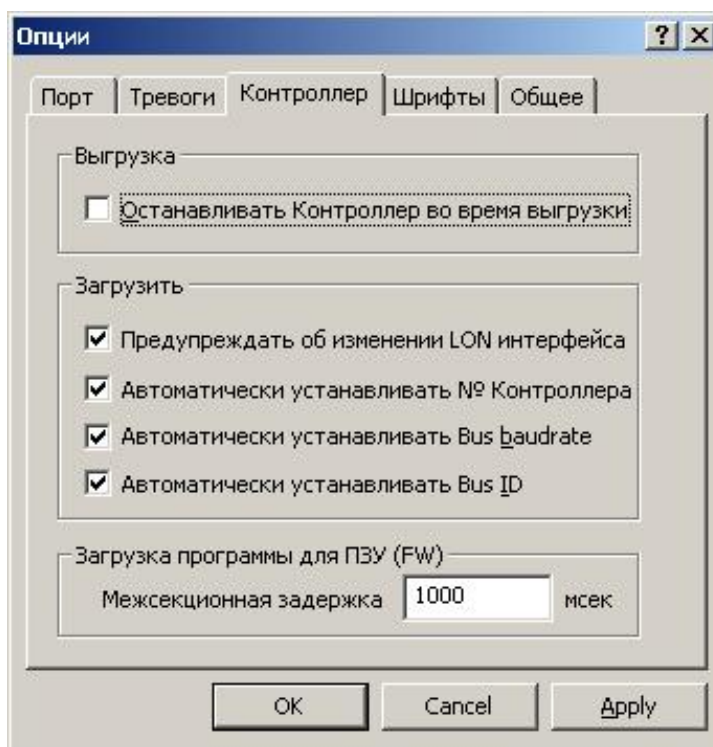 Опции
Порт Тревоги Контроллер Шрифты Общее
Выгрузка
Останавливать Контроллер во время выгрузки
Загрузить
Предупреждать об изменении LON интерфейса
Автоматически устанавливать № Контроллера
Автоматически устанавливать Bus baudrate
Автоматически устанавливать Bus ID
Загрузка программы для ПЗУ (FW)
Межсекционная задержка 1000 мсек
OK Cancel Apply